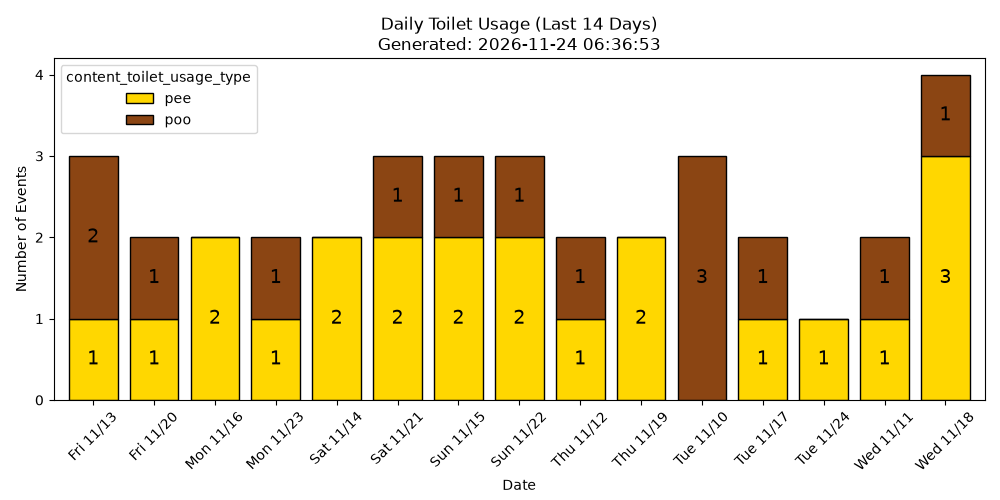 Daily Toilet Usage (Last 14 Days)
Generated: 2026-11-24 06:36:53
content_toilet_usage_type
pee
poo
Number of Events
4
3
2
1
0
1
1 1 1
2 1 1 1 1 3 1 1
2 2 2 2 2 2 3
1 1 1 1 1 1 1
Fri 11/13
Fri 11/20
Mon 11/16
Mon 11/23
Sat 11/14
Sat 11/21
Sun 11/15
Sun 11/22
Thu 11/12
Thu 11/19
Tue 11/10
Tue 11/17
Tue 11/24
Wed 11/11
Wed 11/18
Date